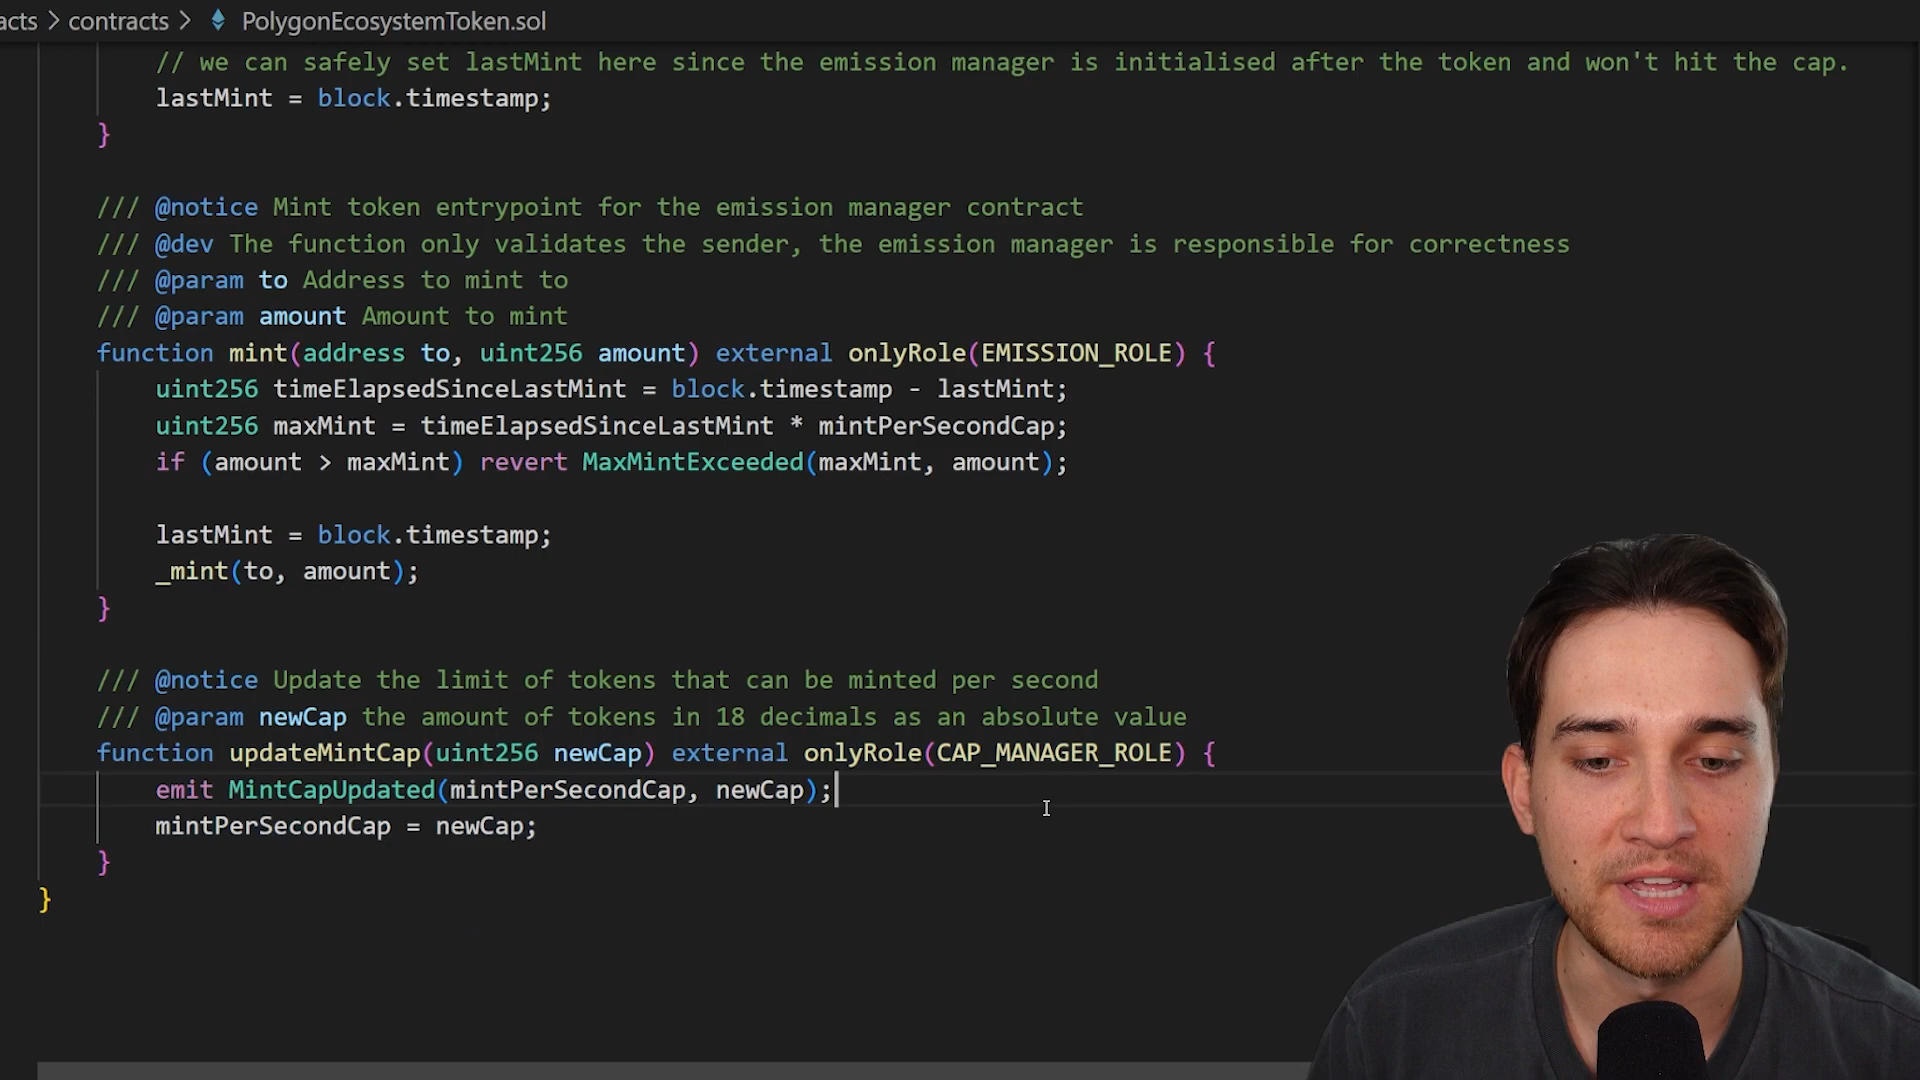 acts > contracts > PolygonEcosystemToken.sol
// we can safely set lastMint here since the emission manager is initialised after the token and won't hit the cap.
lastMint = block.timestamp;
}
/// @notice Mint token entrypoint for the emission manager contract
/// @dev The function only validates the sender, the emission manager is responsible for correctness
/// @param to Address to mint to
/// @param amount Amount to mint
function mint(address to, uint256 amount) external onlyRole(EMISSION_ROLE) {
uint256 timeElapsedSinceLastMint = block.timestamp - lastMint;
uint256 maxMint = timeElapsedSinceLastMint * mintPerSecondCap;
if (amount > maxMint) revert MaxMintExceeded(maxMint, amount);
lastMint = block.timestamp;
_mint(to, amount);
}
/// @notice Update the limit of tokens that can be minted per second
/// @param newCap the amount of tokens in 18 decimals as an absolute value
function updateMintCap(uint256 newCap) external onlyRole(CAP_MANAGER_ROLE) {
emit MintCapUpdated(mintPerSecondCap, newCap);
mintPerSecondCap = newCap;
}
}